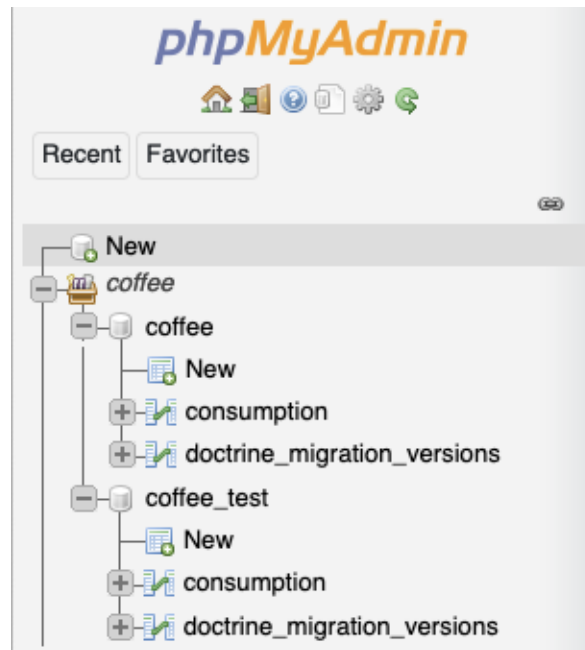 phpMyAdmin
Recent Favorites
New
coffee
coffee
New
consumption
doctrine_migration_versions
coffee_test
New
consumption
doctrine_migration_versions